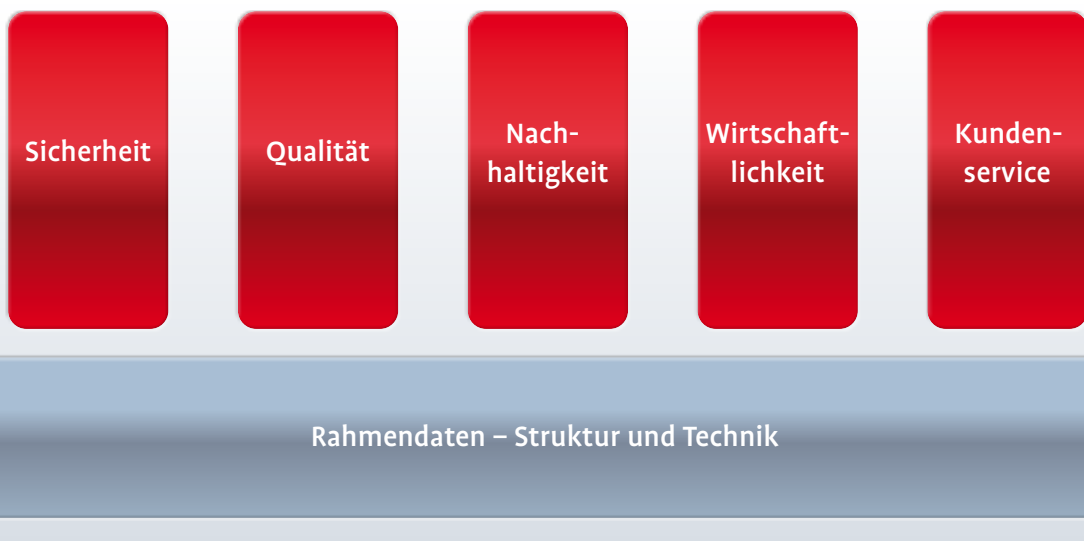 Sicherheit
Qualität
Nach-
haltigkeit
Wirtschaft-
lichkeit
Kunden-
service
Rahmendaten – Struktur und Technik